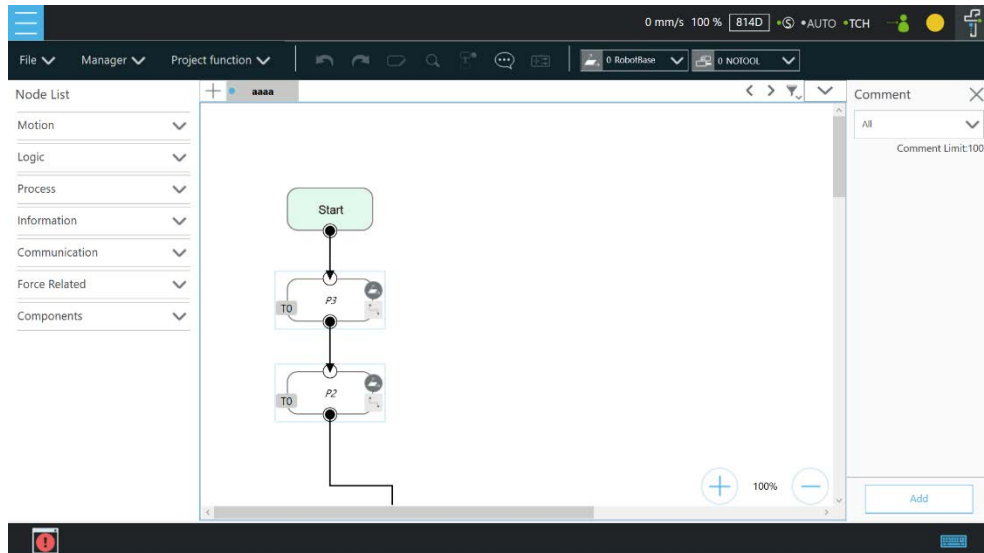 0 mm/s 100 % 814D S AUTO TCH
File Manager Project function 0 RobotBase 0 NOTOOL
Node List
Motion
Logic
Process
Information
Communication
Force Related
Components
aaaa
Start
P3
T0
P2
T0
100%
Comment
All
Comment Limit:100
Add